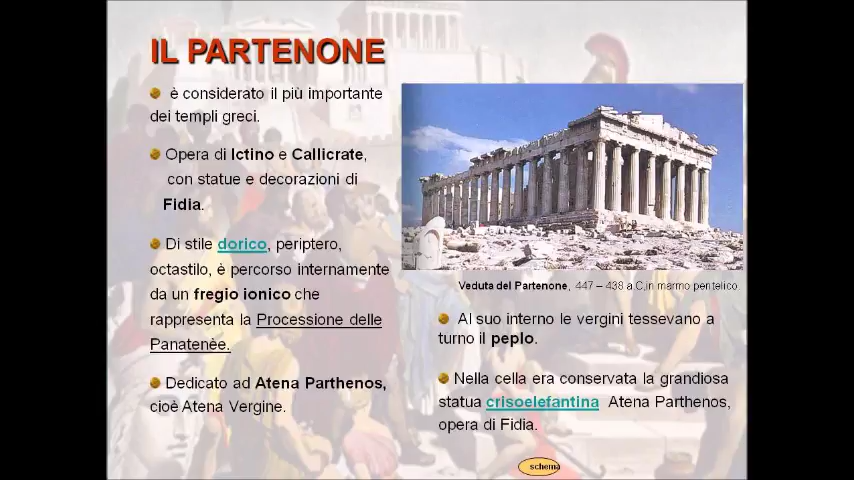 IL PARTENONE
è considerato il più importante
dei templi greci.
Opera di Ictino e Callicrate,
con statue e decorazioni di
Fidia.
Di stile dorico, periptero,
octastilo, è percorso internamente
da un fregio ionico che
rappresenta la Processione delle
Panatenèe.
Dedicato ad Atena Parthenos,
cioè Atena Vergine.
Veduta del Partenone, 447 – 438 a.C,in marmo pentelico.
Al suo interno le vergini tessevano a
turno il peplo.
Nella cella era conservata la grandiosa
statua crisoelefantina Atena Parthenos,
opera di Fidia.
schema